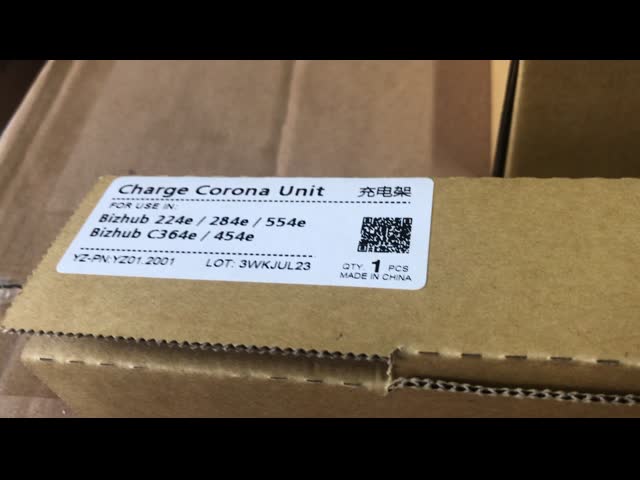 Charge Corona Unit 充电架
FOR USE IN:
Bizhub 224e / 284e / 554e
Bizhub C364e / 454e
YZ-PN:YZ01.2001 LOT: 3WKJUL23
QTY 1 PCS
MADE IN CHINA